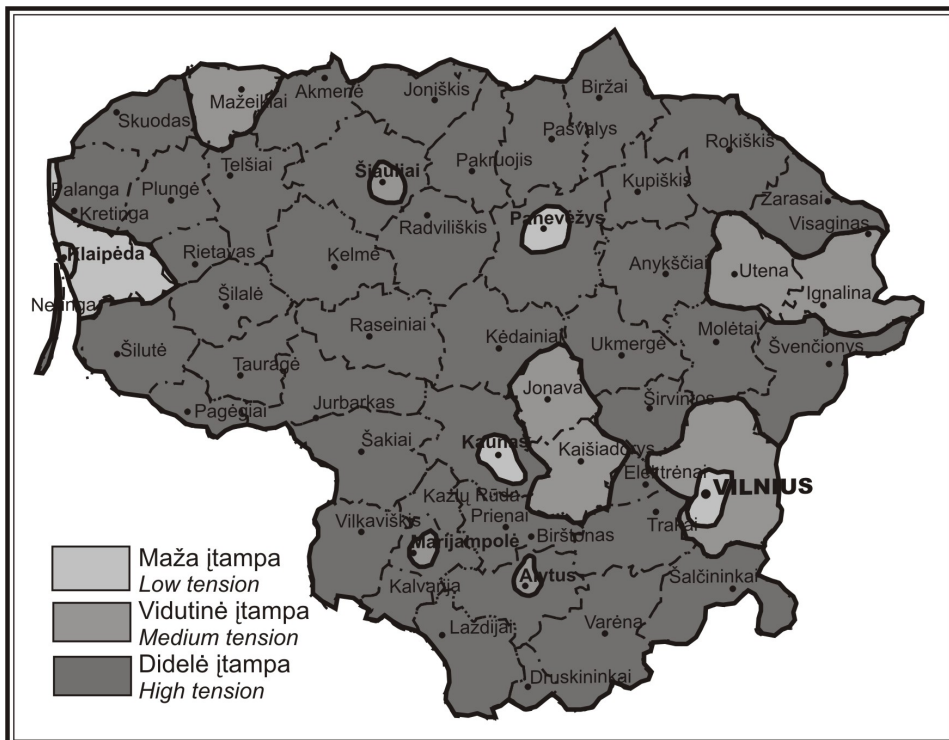 Mažeikiai
Akmenė
Skuodas
Joniškis
Biržai
Pasvalys
Rokiškis
Telšiai
Šiauliai
Pakruojis
Palanga
Plungė
Kupiškis
Kretinga
Zarasai
Radviliškis
Panevėžys
Visaginas
Klaipėda
Rietavas
Kelmė
Anykščiai
Utena
Neringa
Šilalė
Ignalina
Raseiniai
Kėdainiai
Ukmergė
Molėtai
Šilutė
Tauragė
Švenčionys
Jonava
Pagėgiai
Jurbarkas
Širvintos
Šakiai
Kaunas
Kaišiadorys
Elektrėnai
VILNIUS
Kazlų Rūda
Vilkaviškis
Prienai
Trakai
Marijampolė
Birštonas
Alytus
Šalčininkai
Kalvarija
Lazdijai
Varėna
Druskininkai
Maža įtampa
Low tension
Vidutinė įtampa
Medium tension
Didelė įtampa
High tension